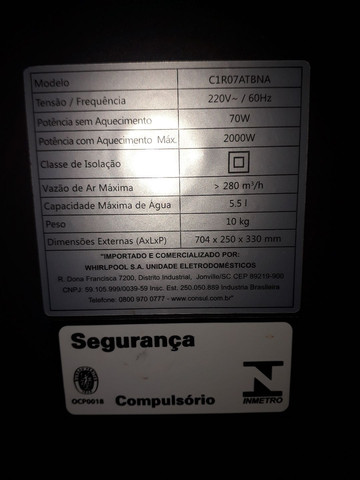 Modelo C1R07ATBNA
Tensão / Frequência 220V~ / 60Hz
Potência sem Aquecimento 70W
Potência com Aquecimento Máx. 2000W
Classe de Isolação
Vazão de Ar Máxima > 280 m³/h
Capacidade Máxima de Água 5.5 l
Peso 10 kg
Dimensões Externas (AxLxP) 704 x 250 x 330 mm
"IMPORTADO E COMERCIALIZADO POR:
WHIRLPOOL S.A. UNIDADE ELETRODOMÉSTICOS
R. Dona Francisca 7200, Distrito Industrial, Joinville/SC CEP 89219-900
CNPJ: 59.105.999/0039-59 Insc. Est. 250.050.889 Indústria Brasileira
Telefone: 0800 970 0777 - www.consul.com.br"
Segurança
OCP0018
Compulsório
INMETRO